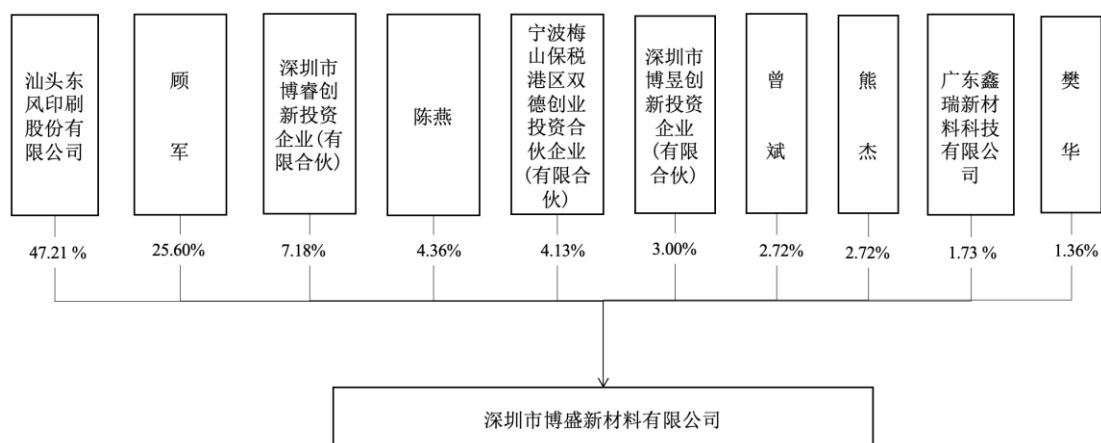 汕头东
风印刷
股份有
限公司
顾
军
深圳市
博睿创
新投资
企业(有
限合伙)
陈燕
宁波梅
山保税
港区双
德创业
投资合
伙企业
(有限合
伙)
深圳市
博昱创
新投资
企业
(有限
合伙)
曾
斌
熊
杰
广东鑫
瑞新材
料科技
有限公
司
樊
华
47.21 %
25.60%
7.18%
4.36%
4.13%
3.00%
2.72%
2.72%
1.73 %
1.36%
深圳市博盛新材料有限公司